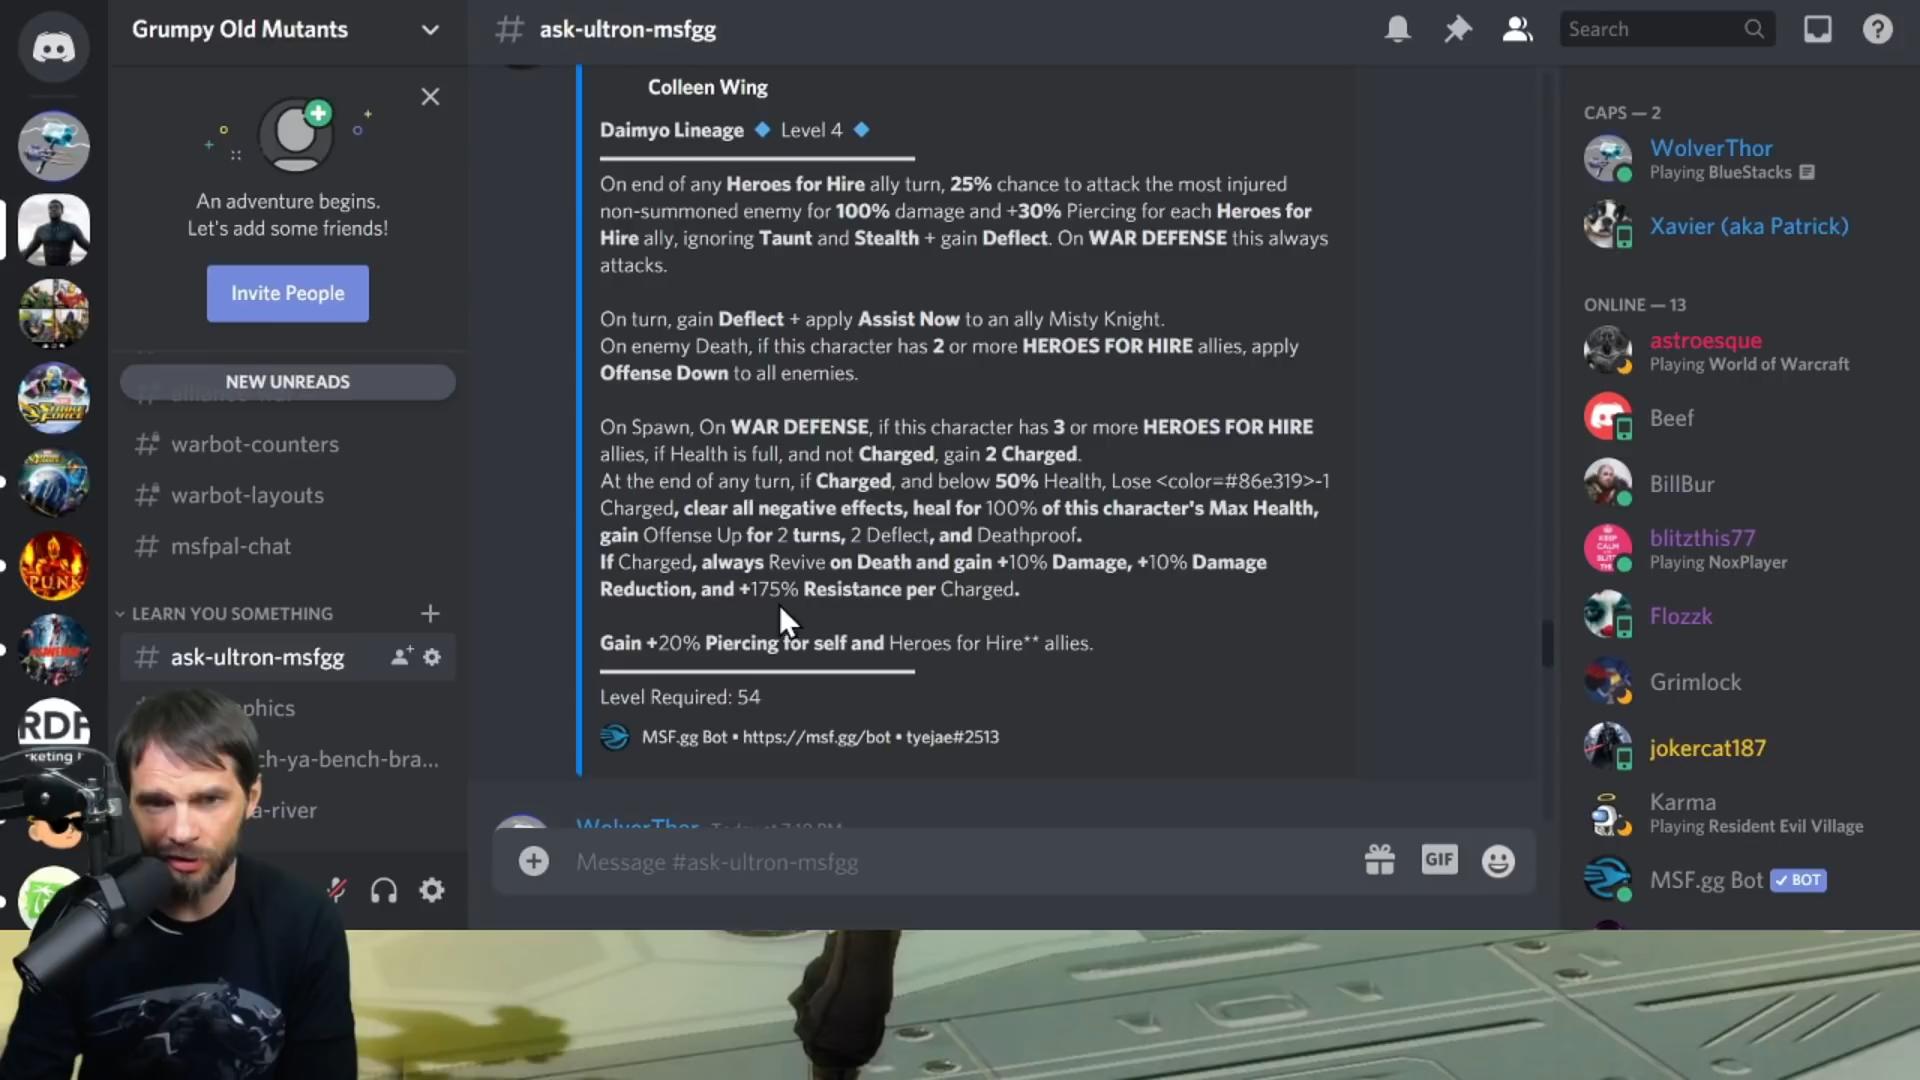 Grumpy Old Mutants
An adventure begins.
Let's add some friends!
Invite People
NEW UNREADS
warbot-counters
warbot-layouts
msfpal-chat
LEARN YOU SOMETHING
ask-ultron-msfgg
phics
ch-ya-bench-bra...
a-river
PUNK
RDF
keting
# ask-ultron-msfgg
Search
Colleen Wing
Daimyo Lineage 🔷 Level 4 🔷
On end of any Heroes for Hire ally turn, 25% chance to attack the most injured
non-summoned enemy for 100% damage and +30% Piercing for each Heroes for
Hire ally, ignoring Taunt and Stealth + gain Deflect. On WAR DEFENSE this always
attacks.
On turn, gain Deflect + apply Assist Now to an ally Misty Knight.
On enemy Death, if this character has 2 or more HEROES FOR HIRE allies, apply
Offense Down to all enemies.
On Spawn, On WAR DEFENSE, if this character has 3 or more HEROES FOR HIRE
allies, if Health is full, and not Charged, gain 2 Charged.
At the end of any turn, if Charged, and below 50% Health, Lose <color=#86e319>-1
Charged, clear all negative effects, heal for 100% of this character's Max Health,
gain Offense Up for 2 turns, 2 Deflect, and Deathproof.
If Charged, always Revive on Death and gain +10% Damage, +10% Damage
Reduction, and +175% Resistance per Charged.
Gain +20% Piercing for self and Heroes for Hire** allies.
Level Required: 54
MSF.gg Bot • https://msf.gg/bot • tyejae#2513
WolverThor
Message #ask-ultron-msfgg
GIF
CAPS — 2
WolverThor
Playing BlueStacks
Xavier (aka Patrick)
ONLINE — 13
astroesque
Playing World of Warcraft
Beef
BillBur
blitzthis77
Playing NoxPlayer
Flozzk
Grimlock
jokercat187
Karma
Playing Resident Evil Village
MSF.gg Bot ✓ BOT